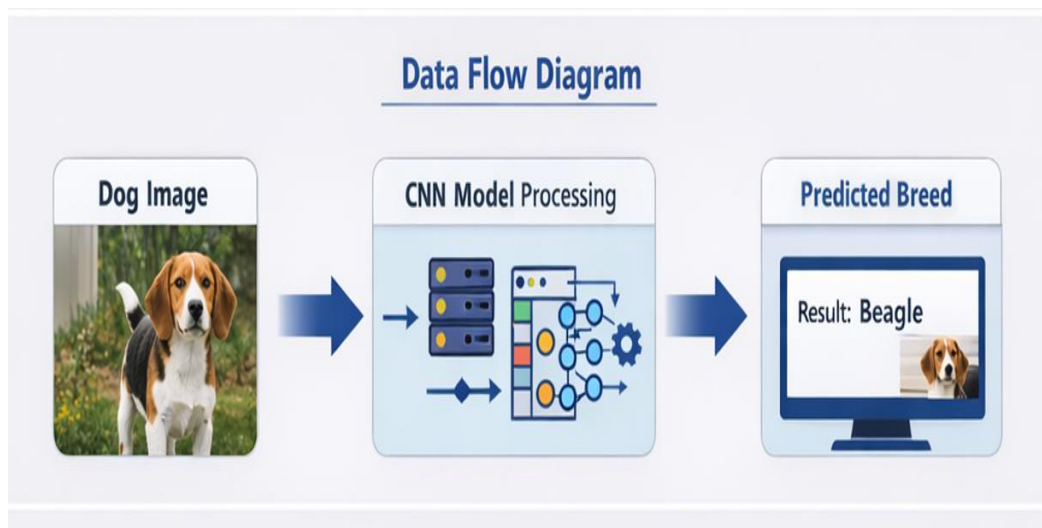 Data Flow Diagram
Dog Image
CNN Model Processing
Predicted Breed
Result: Beagle